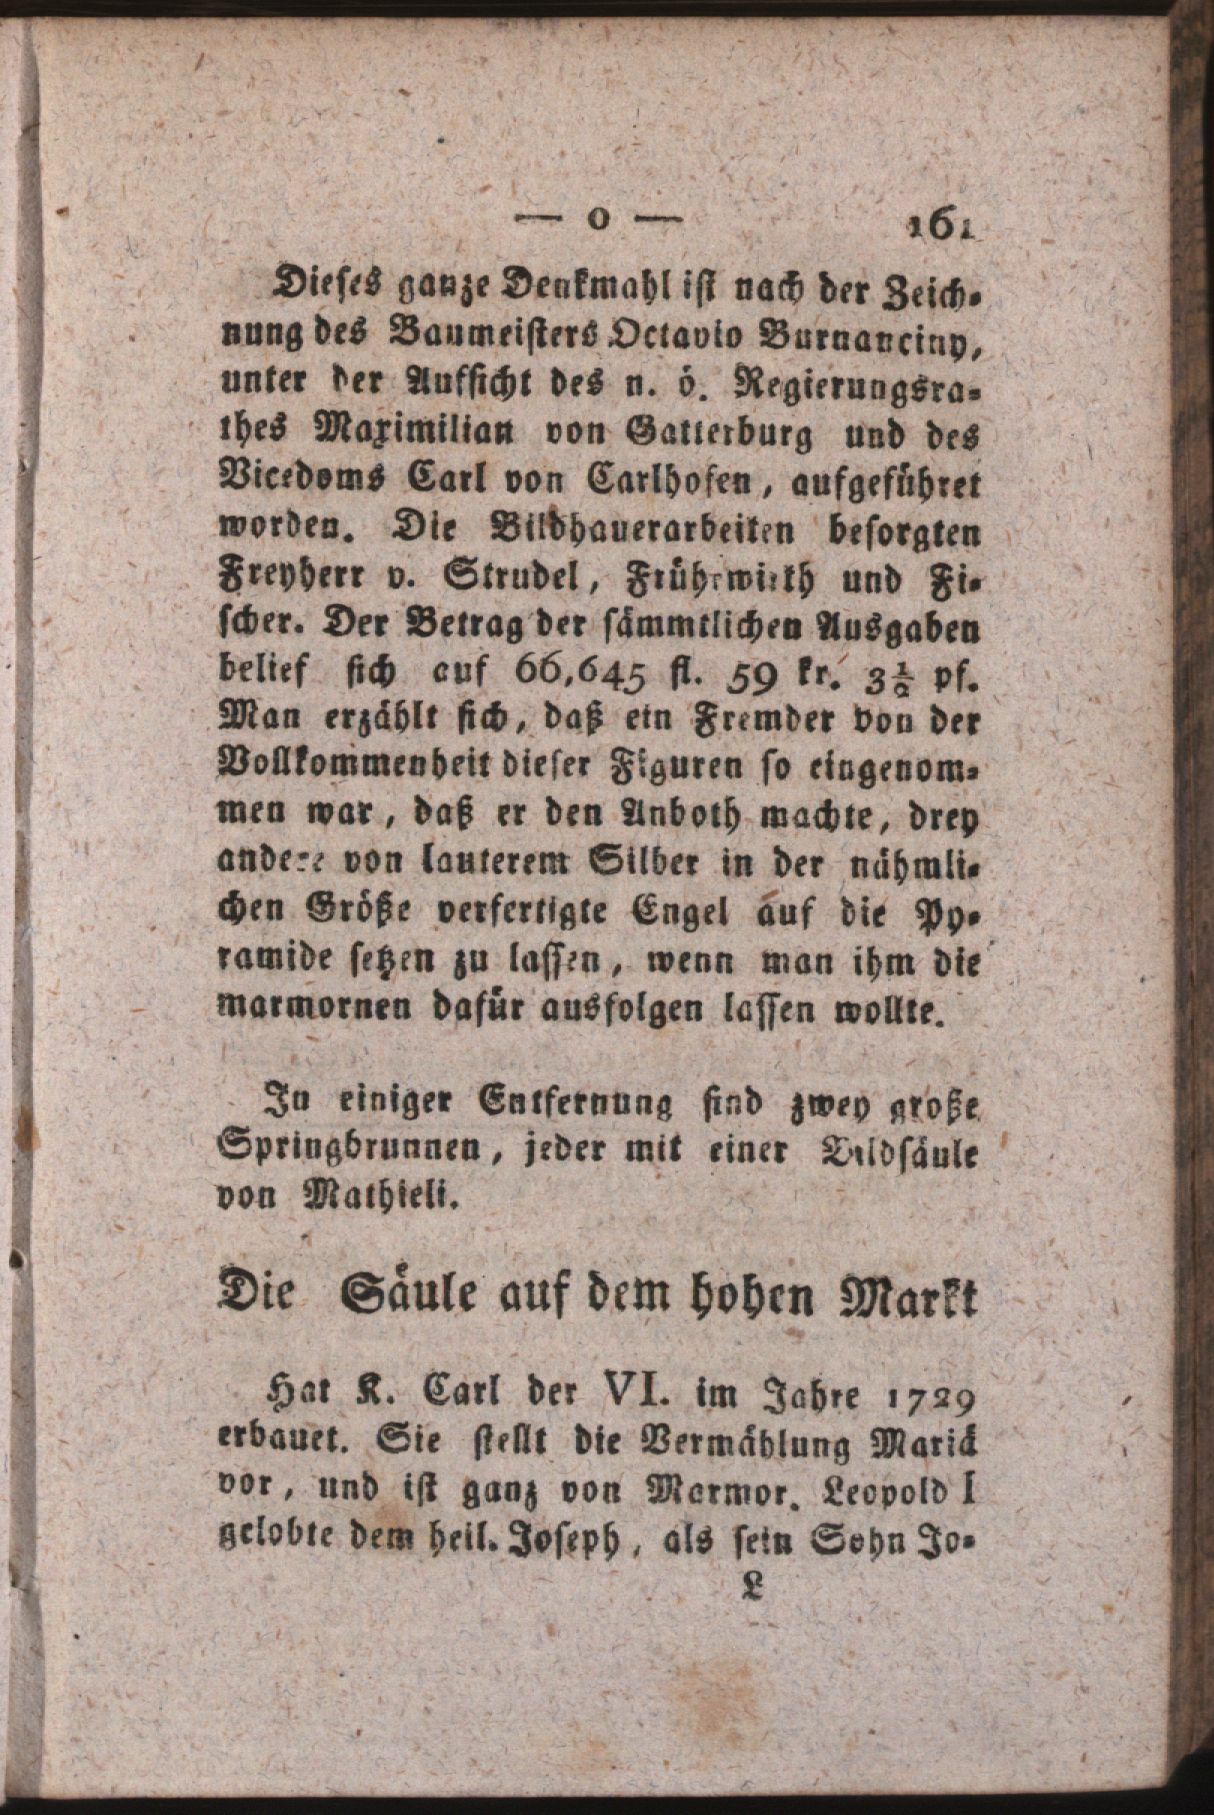 — o — 161
Dieses ganze Denkmahl ist nach der Zeich-
nung des Baumeisters Octavio Burnanciny,
unter der Aufsicht des n. ö. Regierungsra-
thes Maximilian von Gatterburg und des
Vicedoms Carl von Carlhofen, aufgeführet
worden. Die Bildhauerarbeiten besorgten
Freyherr v. Strudel, Frühewirth und Fi-
scher. Der Betrag der sämmtlichen Ausgaben
belief sich auf 66,645 fl. 59 kr. 3½ pf.
Man erzählt sich, daß ein Fremder von der
Vollkommenheit dieser Figuren so eingenom-
men war, daß er den Anboth machte, drey
andere von lauterem Silber in der nähmli-
chen Größe verfertigte Engel auf die Py-
ramide setzen zu lassen, wenn man ihm die
marmornen dafür ausfolgen lassen wollte.
In einiger Entfernung sind zwey große
Springbrunnen, jeder mit einer Bildsäule
von Mathieli.
Die Säule auf dem hohen Markt
Hat K. Carl der VI. im Jahre 1729
erbauet. Sie stellt die Vermählung Mariä
vor, und ist ganz von Marmor. Leopold I
gelobte dem heil. Joseph, als sein Sohn Jo-
L